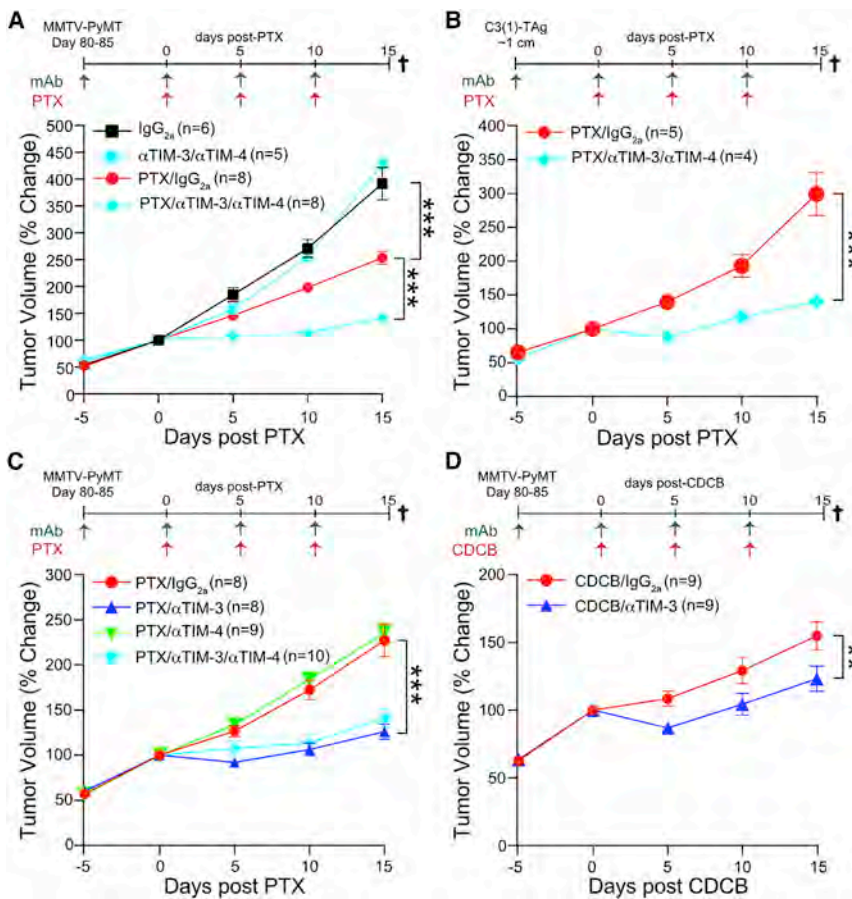 A
MMTV-PyMT
Day 80-85
days post-PTX
0 5 10 15
†
mAb
PTX
IgG2a (n=6)
αTIM-3/αTIM-4 (n=5)
PTX/IgG2a (n=8)
PTX/αTIM-3/αTIM-4 (n=8)
***
***
Tumor Volume (% Change)
500
450
400
350
300
250
200
150
100
50
0
-5 0 5 10 15
Days post PTX
B
C3(1)-TAg
~1 cm
days post-PTX
0 5 10 15
†
mAb
PTX
PTX/IgG2a (n=5)
PTX/αTIM-3/αTIM-4 (n=4)
Tumor Volume (% Change)
400
350
300
250
200
150
100
50
0
-5 0 5 10 15
Days post PTX
C
MMTV-PyMT
Day 80-85
days post-PTX
0 5 10 15
†
mAb
PTX
PTX/IgG2a (n=8)
PTX/αTIM-3 (n=8)
PTX/αTIM-4 (n=9)
PTX/αTIM-3/αTIM-4 (n=10)
***
Tumor Volume (% Change)
300
250
200
150
100
50
0
-5 0 5 10 15
Days post PTX
D
MMTV-PyMT
Day 80-85
days post-CDCB
0 5 10 15
†
mAb
CDCB
CDCB/IgG2a (n=9)
CDCB/αTIM-3 (n=9)
Tumor Volume (% Change)
200
150
100
50
0
-5 0 5 10 15
Days post CDCB